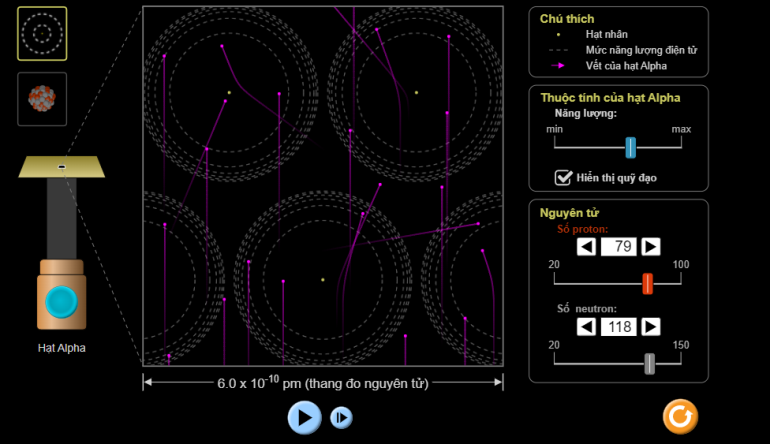 Chú thích
Hạt nhân
Mức năng lượng điện tử
Vết của hạt Alpha
Thuộc tính của hạt Alpha
Năng lượng:
min max
Hiển thị quỹ đạo
Nguyên tử
Số proton:
79
20 100
Số neutron:
118
20 150
Hạt Alpha
6.0 x 10⁻¹⁰ pm (thang đo nguyên tử)